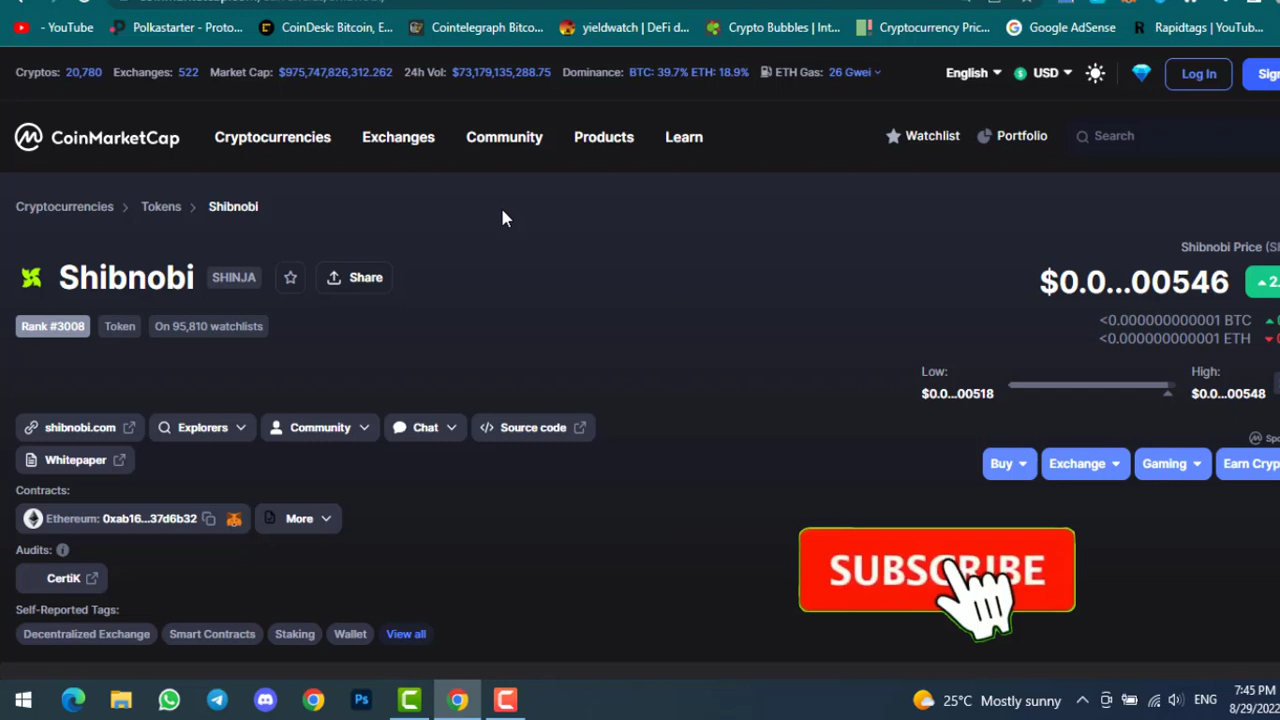 - YouTube
Polkastarter - Proto...
CoinDesk: Bitcoin, E...
Cointelegraph Bitco...
yieldwatch | DeFi d...
Crypto Bubbles | Int...
Cryptocurrency Pric...
Google AdSense
Rapidtags | YouTub...
Cryptos: 20,780 Exchanges: 522 Market Cap: $975,747,826,312.262 24h Vol: $73,179,135,288.75 Dominance: BTC: 39.7% ETH: 18.9% ETH Gas: 26 Gwei
English USD Log In Sign
CoinMarketCap Cryptocurrencies Exchanges Community Products Learn Watchlist Portfolio Search
Cryptocurrencies > Tokens > Shibnobi
Shibnobi SHINJA Share
Rank #3008 Token On 95,810 watchlists
Shibnobi Price (S
$0.0...00546 2.
<0.000000000001 BTC
<0.000000000001 ETH
Low: High:
$0.0...00518 $0.0...00548
shibnobi.com Explorers Community Chat </> Source code
Whitepaper
Buy Exchange Gaming Earn Cryp
Contracts:
Ethereum: 0xab16...37d6b32 More
Audits:
CertiK
Self-Reported Tags:
Decentralized Exchange Smart Contracts Staking Wallet View all
SUBSCRIBE
25°C Mostly sunny ENG 7:45 PM
8/29/2022